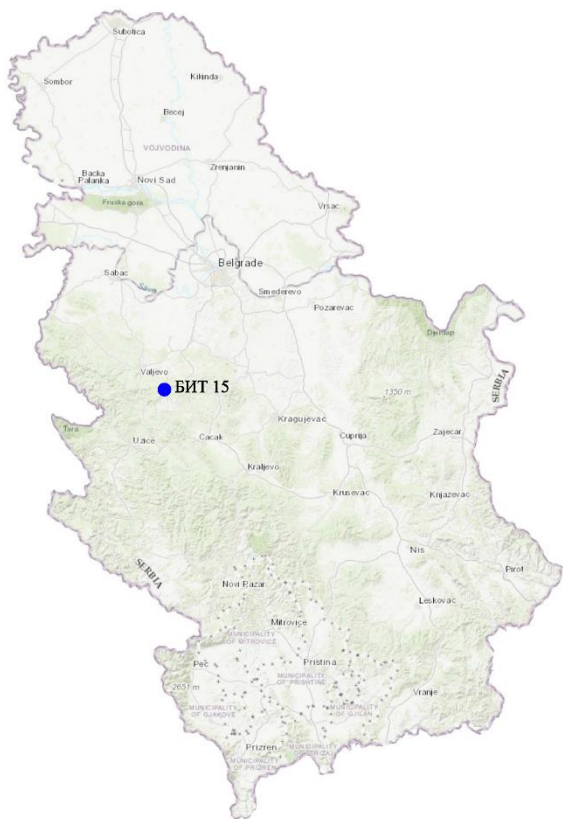 Subotica
Sombor
Kikinda
Becej
VOJVODINA
Backa
Palanka
Novi Sad
Zrenjanin
Fruska gora
Vrsac
Belgrade
Sabac
Sava
Smederevo
Pozarevac
Djerdap
Valjevo
БИТ 15
1350 m
SERBIA
Tara
Uzice
Cacak
Kragujevac
Cuprija
Zajecar
Kraljevo
Krusevac
Knjazevac
SERBIA
Nis
Pirot
Novi Pazar
Leskovac
Mitrovice
MUNICIPALITY
OF MITROVICE
Peć
Pristina
2651 m
MUNICIPALITY
OF PRISHTINE
Vranje
MUNICIPALITY
OF GJAKOVE
MUNICIPALITY
OF GJILAN
Prizren
MUNICIPALITY
OF PRIZREN